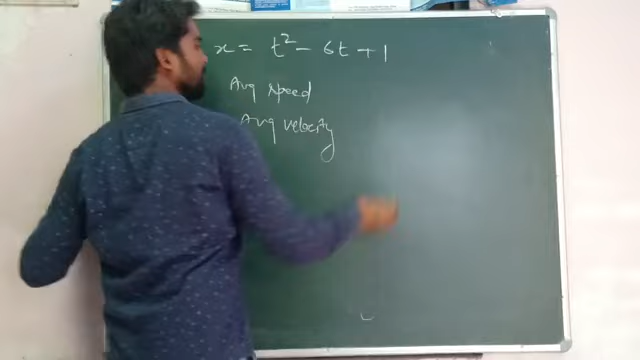 x = t² - 6t + 1
Avg speed
Avg velocity